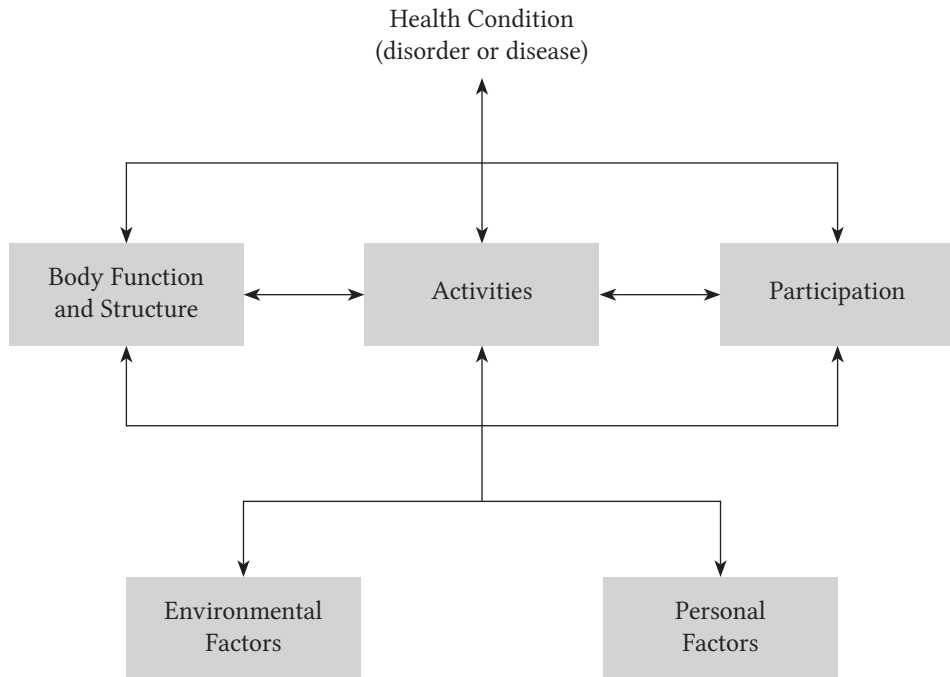 Health Condition
(disorder or disease)
Body Function
and Structure
Activities
Participation
Environmental
Factors
Personal
Factors